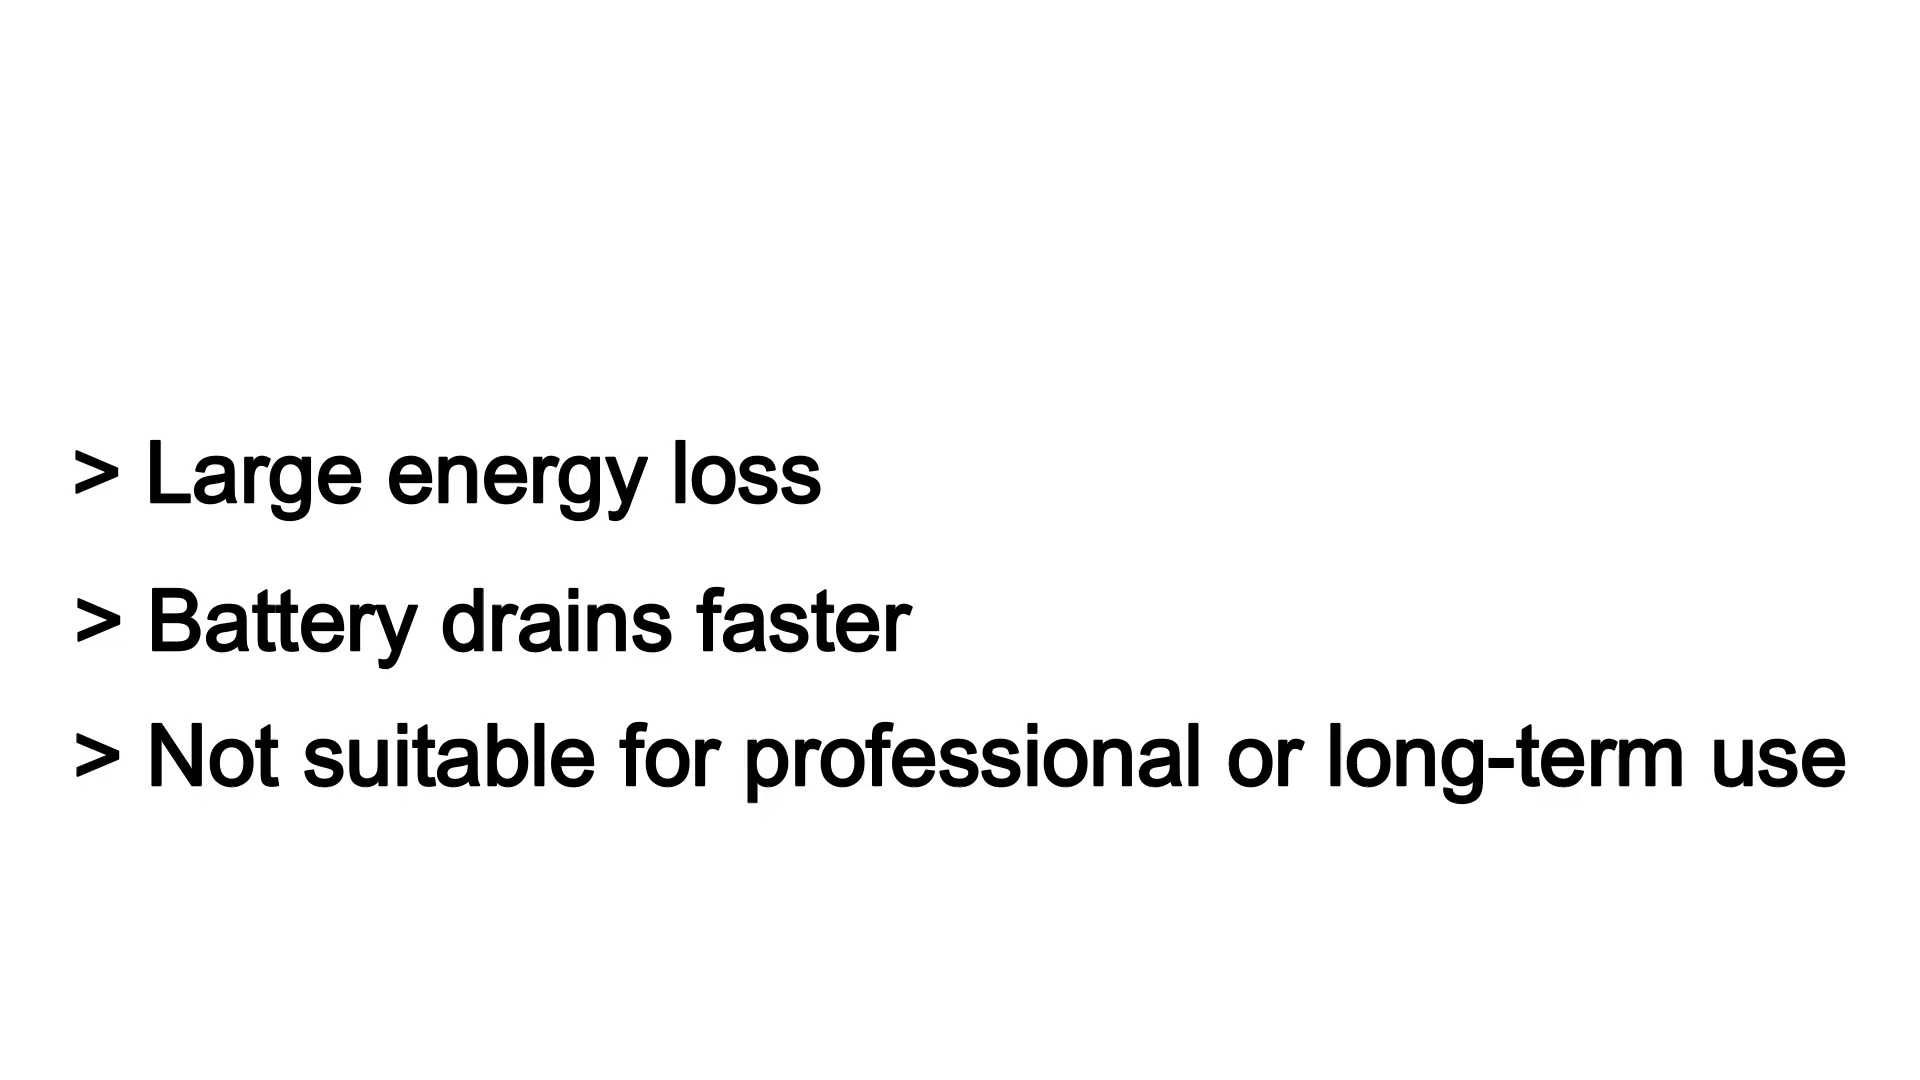 > Large energy loss
> Battery drains faster
> Not suitable for professional or long-term use